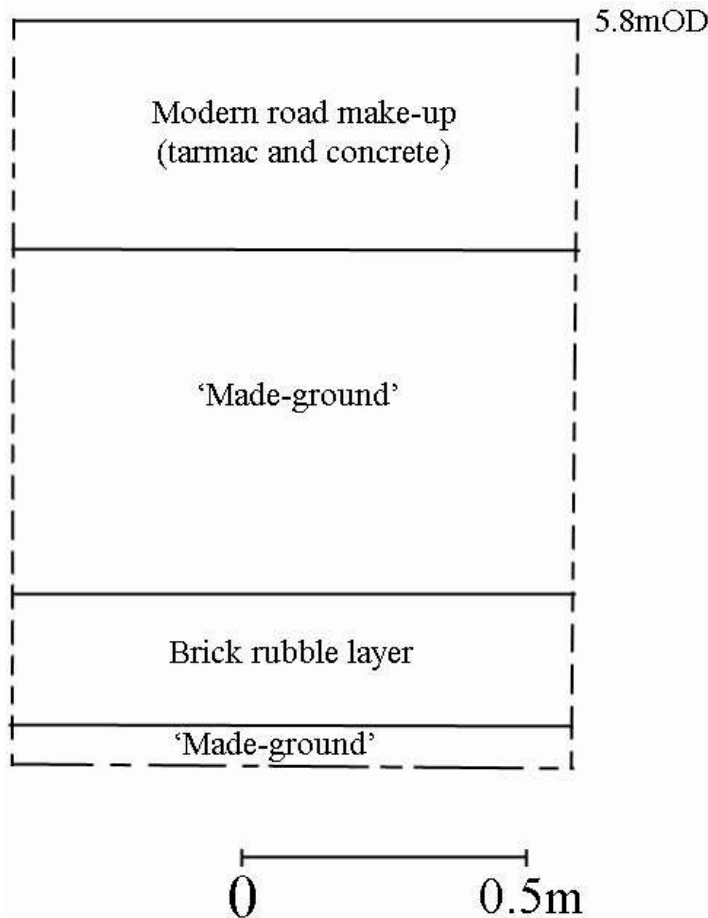 5.8mOD
Modern road make-up
(tarmac and concrete)
‘Made-ground’
Brick rubble layer
‘Made-ground’
0 0.5m